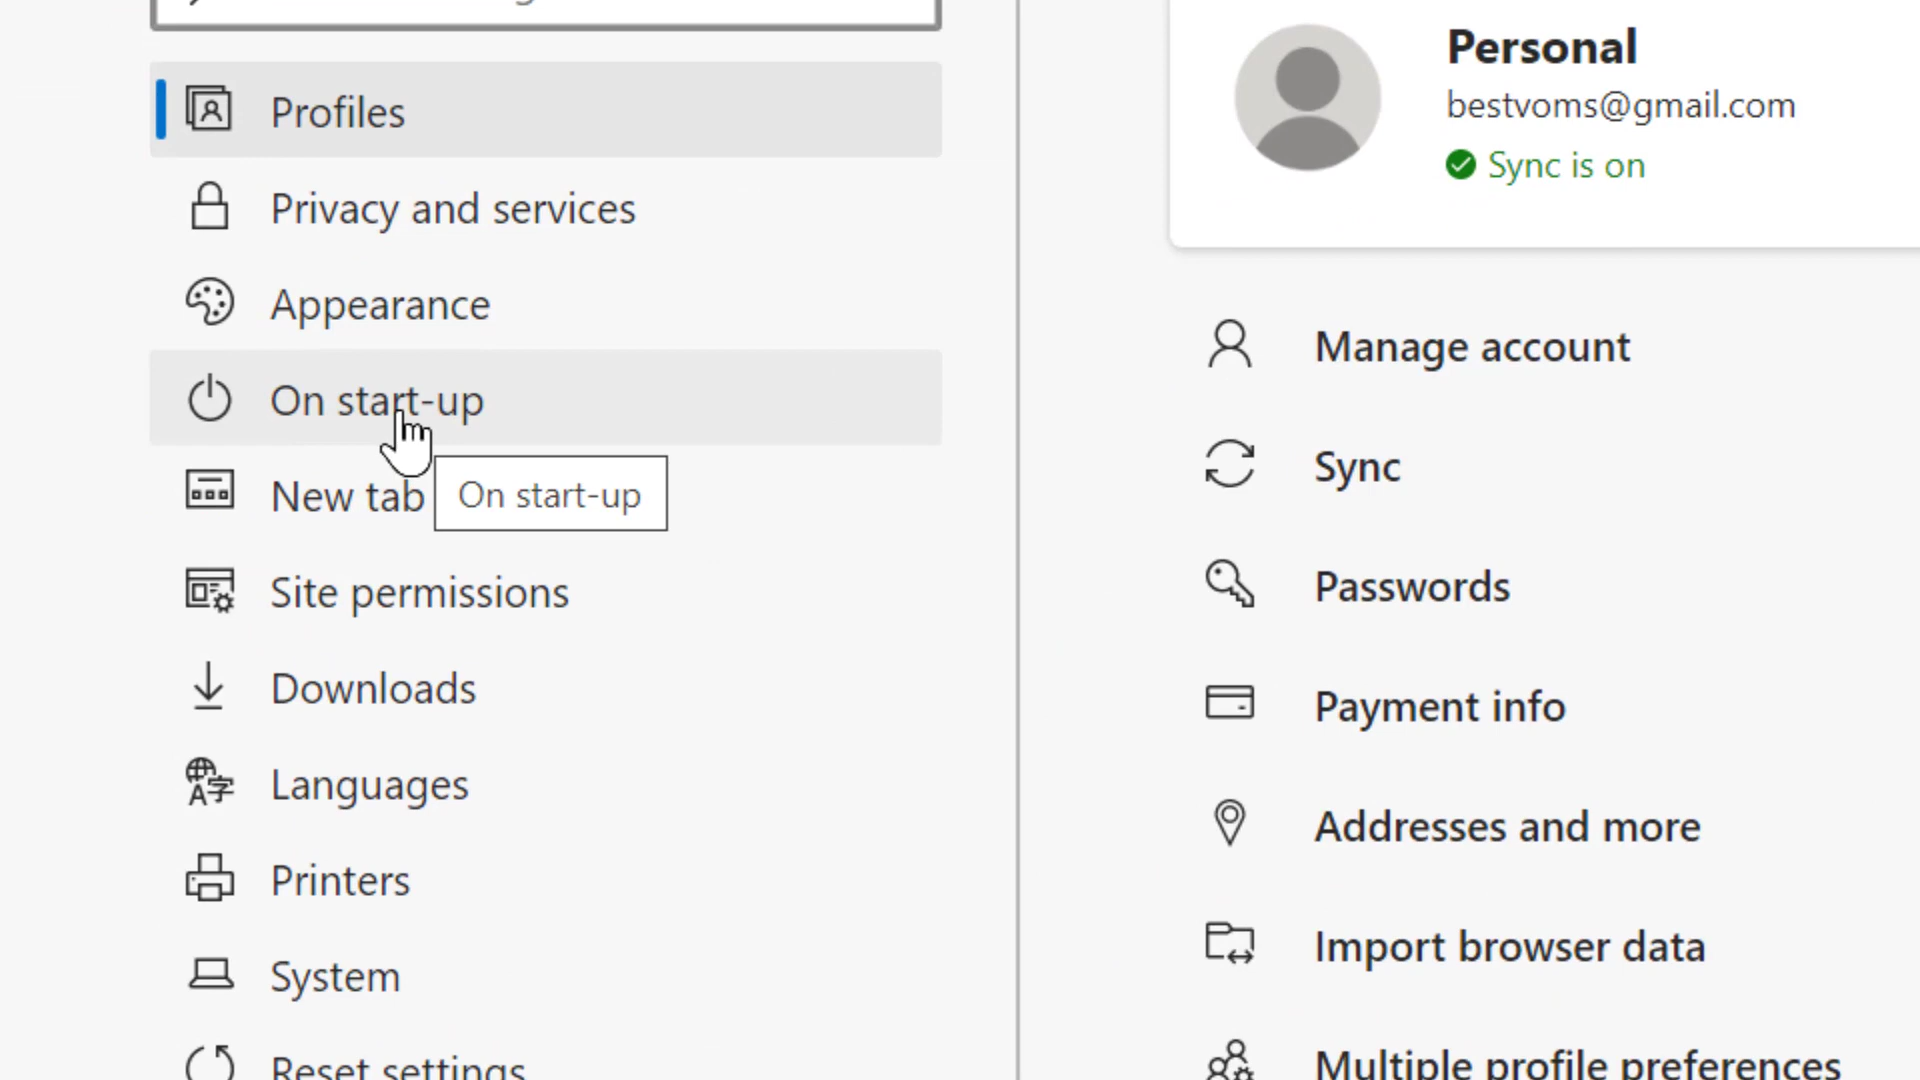 Profiles
Privacy and services
Appearance
On start-up
New tab
On start-up
Site permissions
Downloads
Languages
Printers
System
Reset settings
Personal
bestvoms@gmail.com
Sync is on
Manage account
Sync
Passwords
Payment info
Addresses and more
Import browser data
Multiple profile preferences